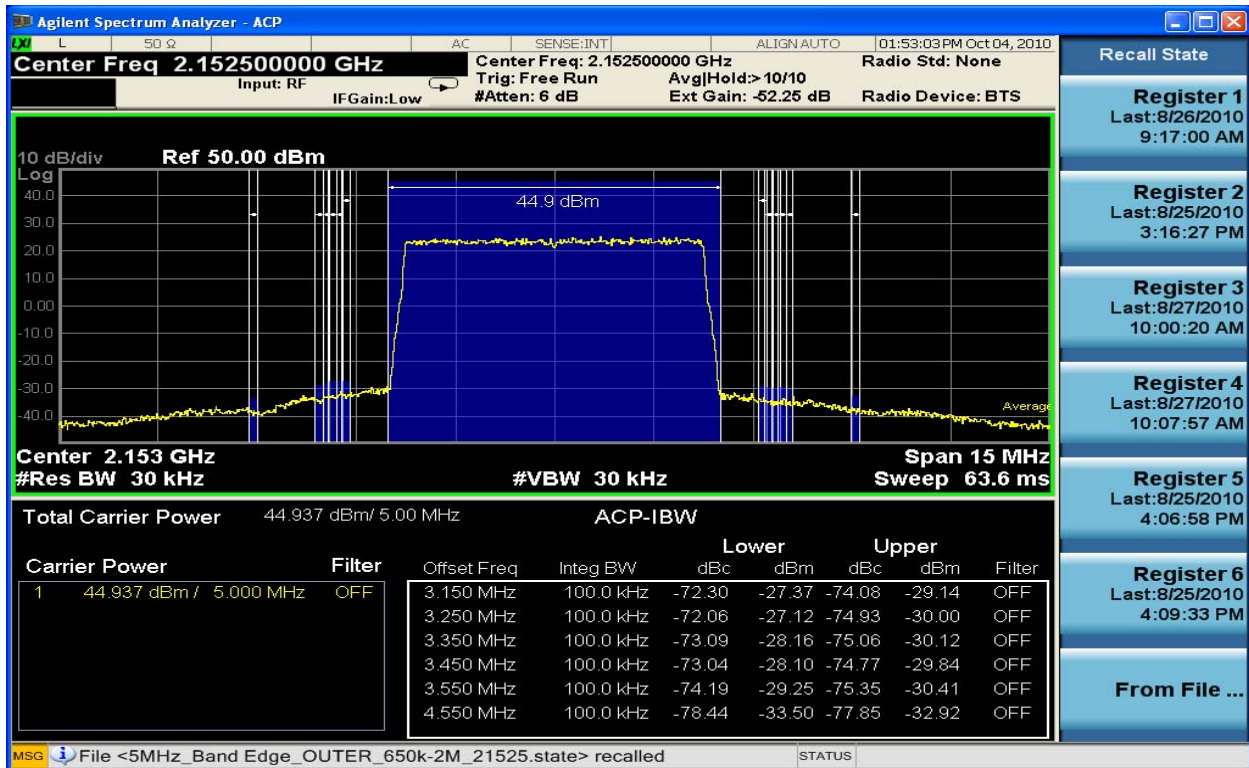 Agilent Spectrum Analyzer - ACP
LXI L 50 Ω AC SENSE:INT ALIGN AUTO 01:53:03 PM Oct 04, 2010
Center Freq 2.152500000 GHz
Input: RF
IFGain:Low
Center Freq: 2.152500000 GHz
Trig: Free Run Avg|Hold:> 10/10
#Atten: 6 dB Ext Gain: -52.25 dB
Radio Std: None
Radio Device: BTS
10 dB/div Ref 50.00 dBm
Log
40.0
30.0
20.0
10.0
0.00
-10.0
-20.0
-30.0
-40.0
44.9 dBm
Average
Center 2.153 GHz Span 15 MHz
#Res BW 30 kHz #VBW 30 kHz Sweep 63.6 ms
Total Carrier Power 44.937 dBm/ 5.00 MHz ACP-IBW
Lower Upper
Carrier Power Filter
1 44.937 dBm / 5.000 MHz OFF
Offset Freq Integ BW dBc dBm dBc dBm Filter
3.150 MHz 100.0 kHz -72.30 -27.37 -74.08 -29.14 OFF
3.250 MHz 100.0 kHz -72.06 -27.12 -74.93 -30.00 OFF
3.350 MHz 100.0 kHz -73.09 -28.16 -75.06 -30.12 OFF
3.450 MHz 100.0 kHz -73.04 -28.10 -74.77 -29.84 OFF
3.550 MHz 100.0 kHz -74.19 -29.25 -75.35 -30.41 OFF
4.550 MHz 100.0 kHz -78.44 -33.50 -77.85 -32.92 OFF
MSG File <5MHz_Band Edge_OUTER_650k-2M_21525.state> recalled STATUS
Recall State
Register 1
Last:8/26/2010
9:17:00 AM
Register 2
Last:8/25/2010
3:16:27 PM
Register 3
Last:8/27/2010
10:00:20 AM
Register 4
Last:8/27/2010
10:07:57 AM
Register 5
Last:8/25/2010
4:06:58 PM
Register 6
Last:8/25/2010
4:09:33 PM
From File ...